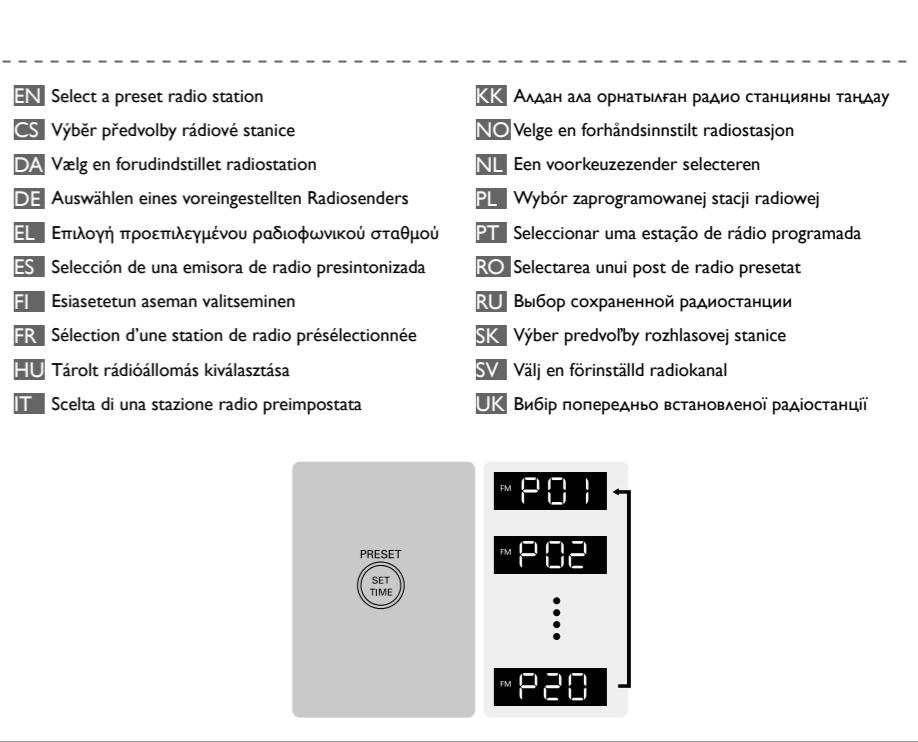 EN Select a preset radio station
CS Výběr předvolby rádiové stanice
DA Vælg en forudindstillet radiostation
DE Auswählen eines voreingestellten Radiosenders
EL Επιλογή προεπιλεγμένου ραδιοφωνικού σταθμού
ES Selección de una emisora de radio presintonizada
FI Esiasetetun aseman valitseminen
FR Sélection d'une station de radio présélectionnée
HU Tárolt rádióállomás kiválasztása
IT Scelta di una stazione radio preimpostata
KK Алдан ала орнатылған радио станцияны таңдау
NO Velge en forhåndsinnstilt radiostasjon
NL Een voorkeuzezender selecteren
PL Wybór zaprogramowanej stacji radiowej
PT Seleccionar uma estação de rádio programada
RO Selectarea unui post de radio presetat
RU Выбор сохраненной радиостанции
SK Výber predvoľby rozhlasovej stanice
SV Välj en förinställd radiokanal
UK Вибір попередньо встановленої радіостанції
PRESET
SET
TIME
FM P01
FM P02
FM P20